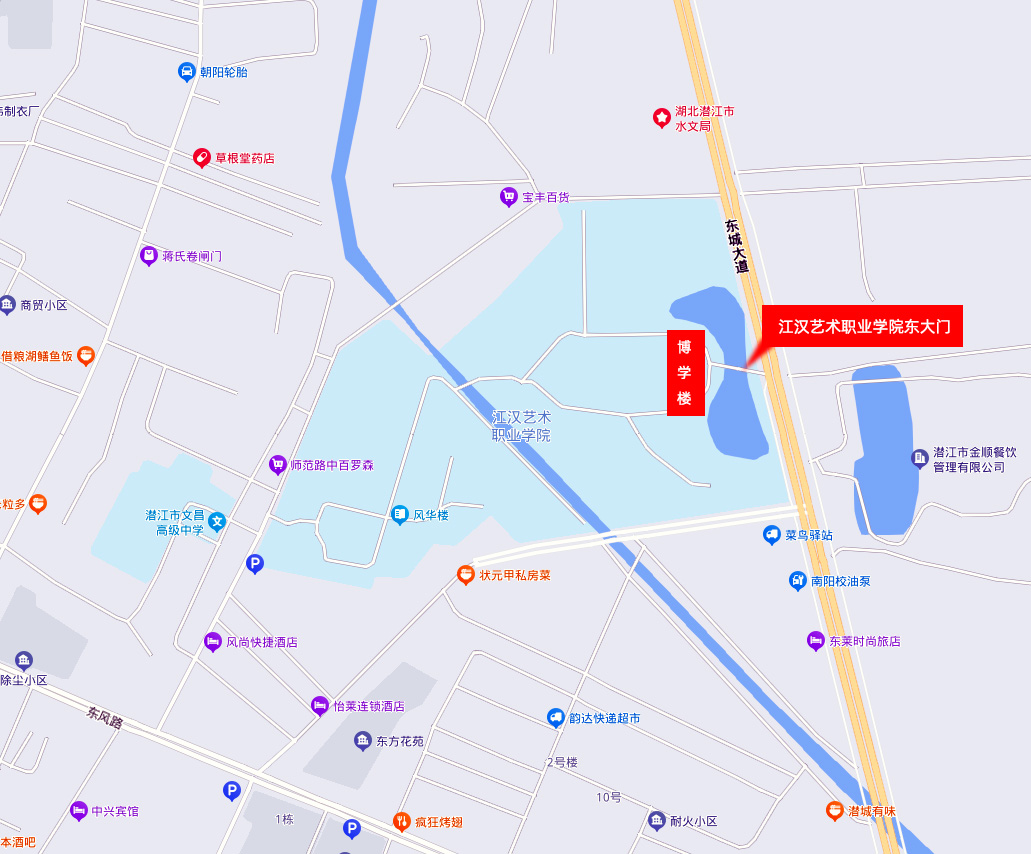 朝阳轮胎
湖北潜江市
水文局
制衣厂
草根堂药店
宝丰百货
东城大道
蒋氏卷闸门
商贸小区
江汉艺术职业学院东大门
博学楼
借粮湖鳝鱼饭
江汉艺术
职业学院
师范路中百罗森
潜江市金顺餐饮
管理有限公司
粒多
潜江市文昌
高级中学
风华楼
菜鸟驿站
状元甲私房菜
南阳校油泵
风尚快捷酒店
东莱时尚旅店
除尘小区
怡莱连锁酒店
东风路
韵达快递超市
东方花苑
2号楼
10号
中兴宾馆
1栋
疯狂烤翅
耐火小区
潜城有味
本酒吧
P
P
P